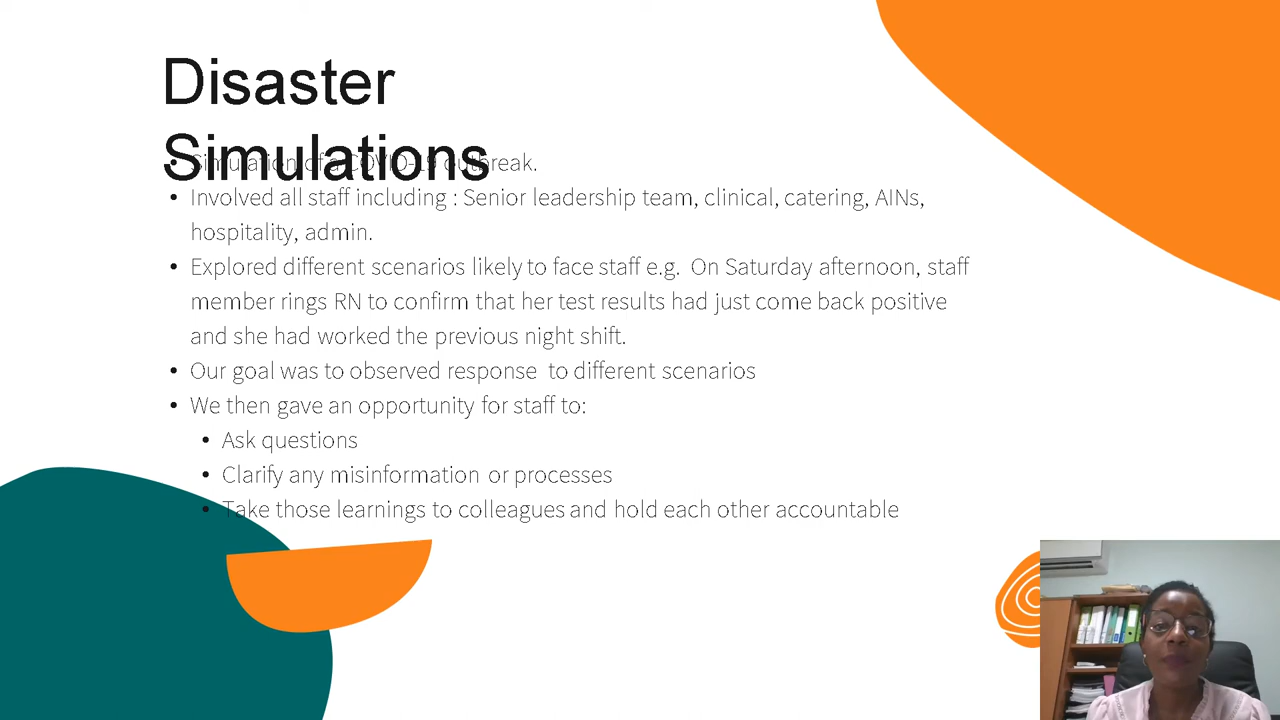 Disaster
Simulations
• Simulation of a COVID-19 outbreak.
• Involved all staff including : Senior leadership team, clinical, catering, AINs,
hospitality, admin.
• Explored different scenarios likely to face staff e.g. On Saturday afternoon, staff
member rings RN to confirm that her test results had just come back positive
and she had worked the previous night shift.
• Our goal was to observed response to different scenarios
• We then gave an opportunity for staff to:
• Ask questions
• Clarify any misinformation or processes
• Take those learnings to colleagues and hold each other accountable